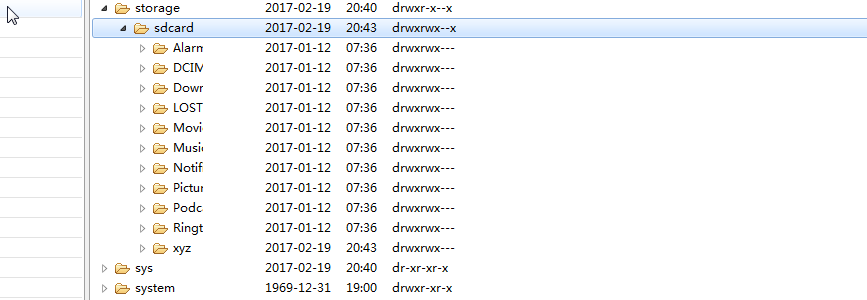 storage 2017-02-19 20:40 drwxr-x--x
sdcard 2017-02-19 20:43 drwxrwx--x
Alarm 2017-01-12 07:36 drwxrwx---
DCIM 2017-01-12 07:36 drwxrwx---
Down 2017-01-12 07:36 drwxrwx---
LOST 2017-01-12 07:36 drwxrwx---
Movi 2017-01-12 07:36 drwxrwx---
Music 2017-01-12 07:36 drwxrwx---
Notif 2017-01-12 07:36 drwxrwx---
Pictur 2017-01-12 07:36 drwxrwx---
Podc 2017-01-12 07:36 drwxrwx---
Ringt 2017-01-12 07:36 drwxrwx---
xyz 2017-02-19 20:43 drwxrwx---
sys 2017-02-19 20:40 dr-xr-xr-x
system 1969-12-31 19:00 drwxr-xr-x